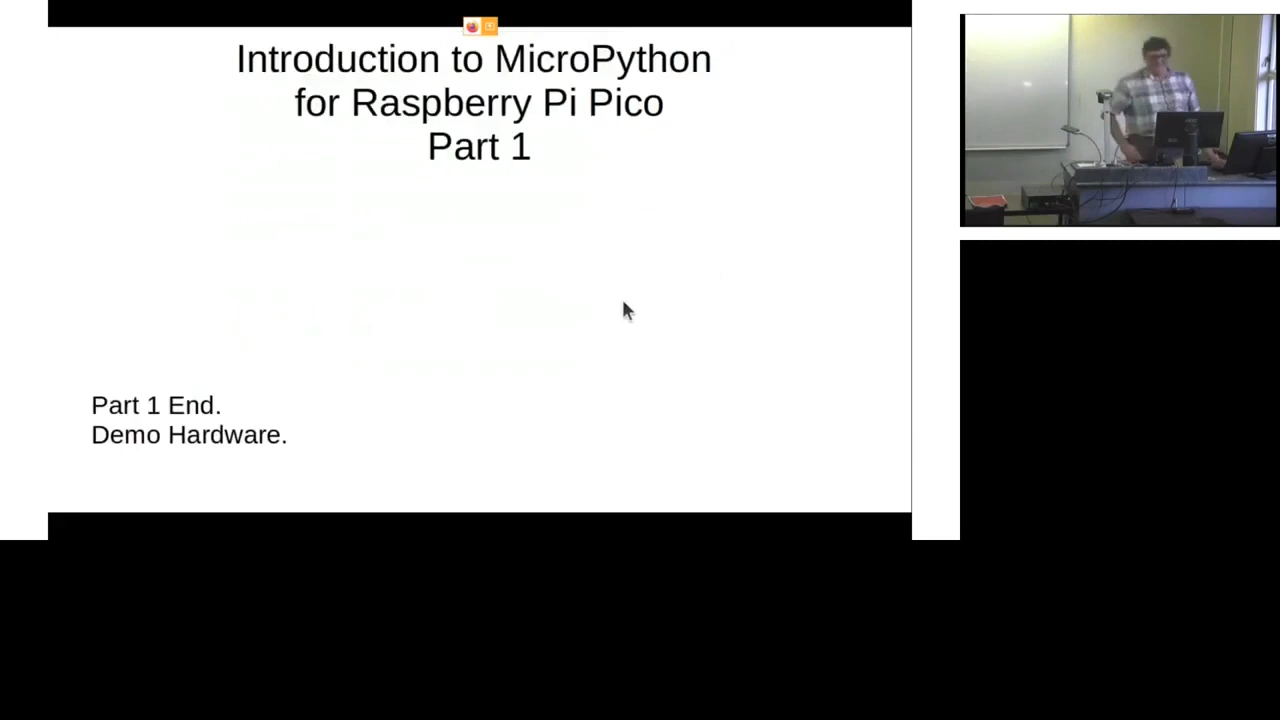 Introduction to MicroPython
for Raspberry Pi Pico
Part 1
Part 1 End.
Demo Hardware.